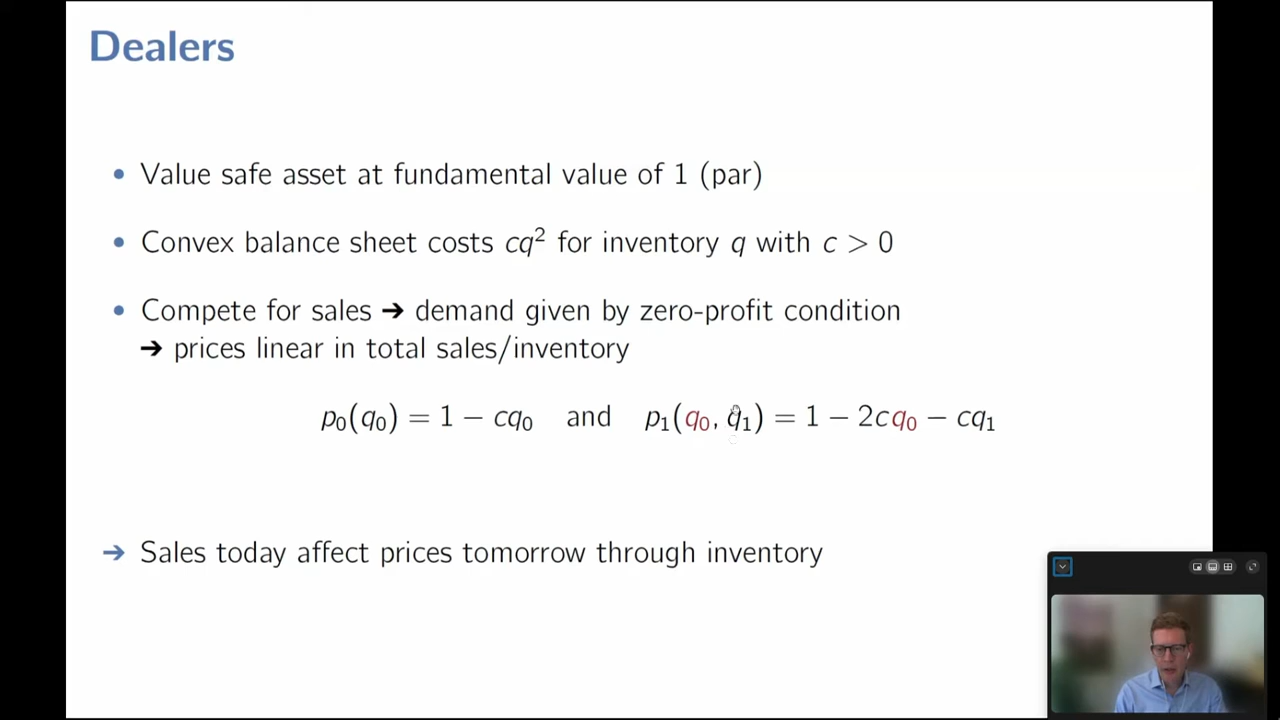 Dealers
• Value safe asset at fundamental value of 1 (par)
• Convex balance sheet costs cq² for inventory q with c > 0
• Compete for sales ➔ demand given by zero-profit condition
➔ prices linear in total sales/inventory
p₀(q₀) = 1 − cq₀ and p₁(q₀, q₁) = 1 − 2cq₀ − cq₁
➔ Sales today affect prices tomorrow through inventory